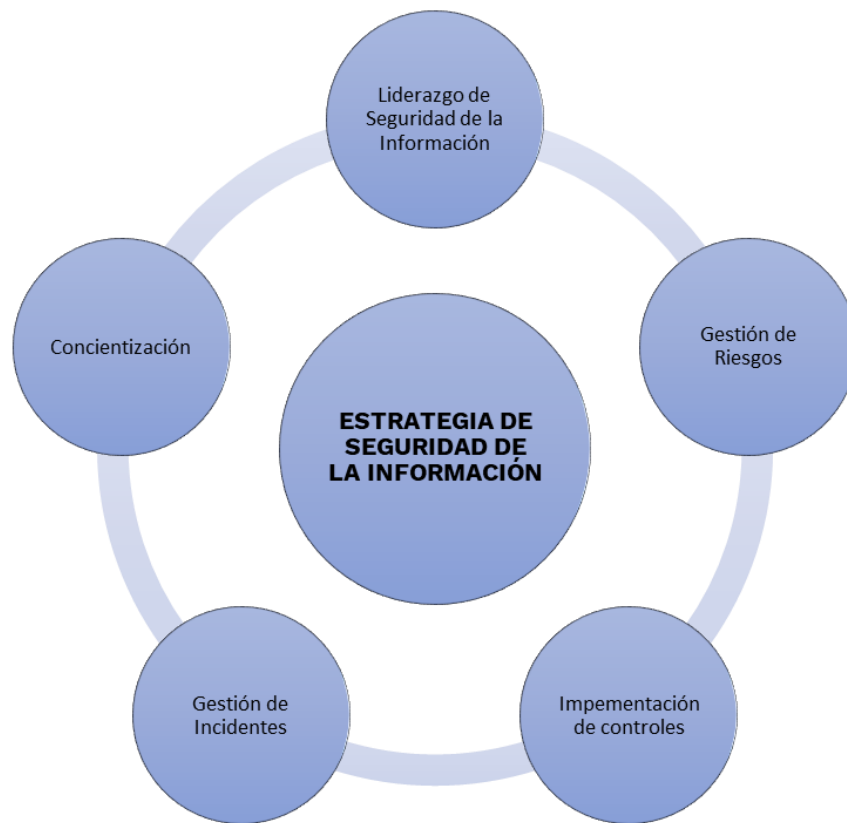 Liderazgo de
Seguridad de la
Información
Gestión de
Riesgos
Impementación
de controles
Gestión de
Incidentes
Concientización
ESTRATEGIA DE
SEGURIDAD DE
LA INFORMACIÓN